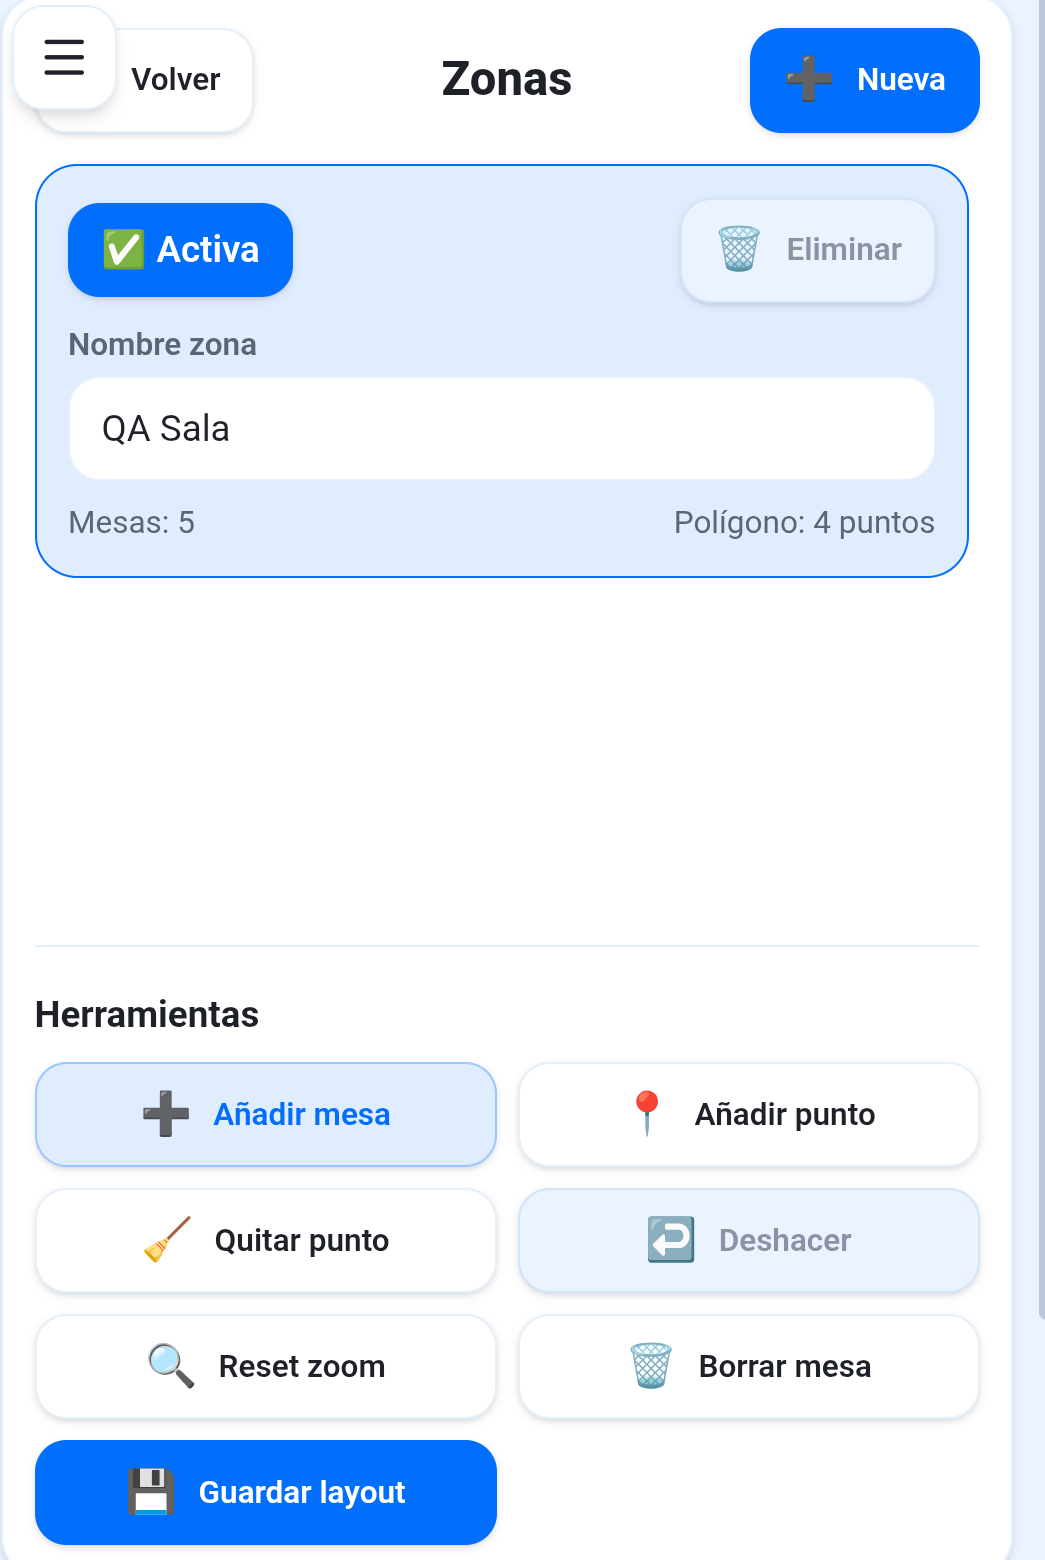 Volver
Zonas
➕ Nueva
✅ Activa
🗑️ Eliminar
Nombre zona
QA Sala
Mesas: 5
Polígono: 4 puntos
Herramientas
➕ Añadir mesa
📍 Añadir punto
🧹 Quitar punto
↩️ Deshacer
🔍 Reset zoom
🗑️ Borrar mesa
💾 Guardar layout